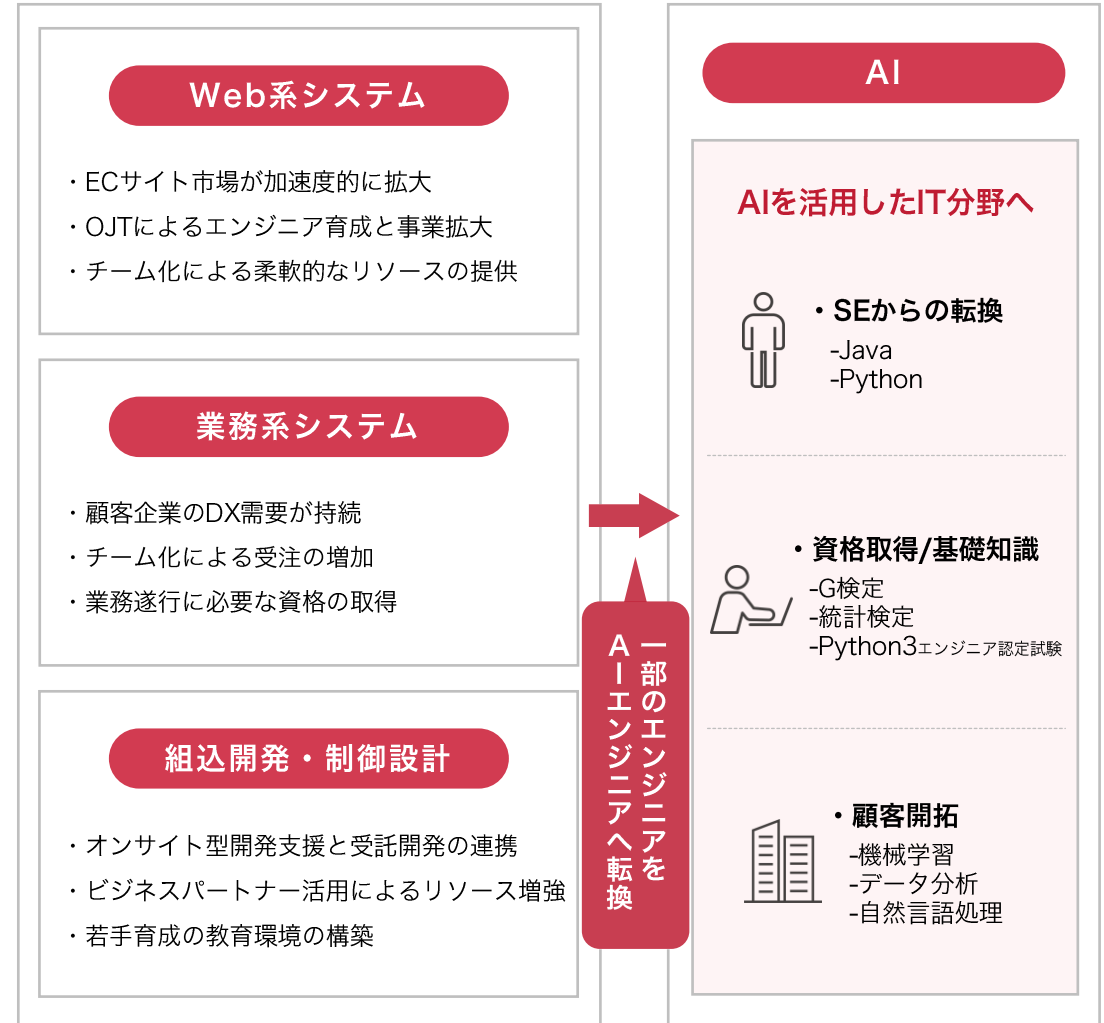 Web系システム
・ECサイト市場が加速度的に拡大
・OJTによるエンジニア育成と事業拡大
・チーム化による柔軟的なリソースの提供
業務系システム
・顧客企業のDX需要が持続
・チーム化による受注の増加
・業務遂行に必要な資格の取得
組込開発・制御設計
・オンサイト型開発支援と受託開発の連携
・ビジネスパートナー活用によるリソース増強
・若手育成の教育環境の構築
一部のエンジニアを
AIエンジニアへ転換
AI
AIを活用したIT分野へ
・SEからの転換
-Java
-Python
・資格取得/基礎知識
-G検定
-統計検定
-Python3エンジニア認定試験
・顧客開拓
-機械学習
-データ分析
-自然言語処理